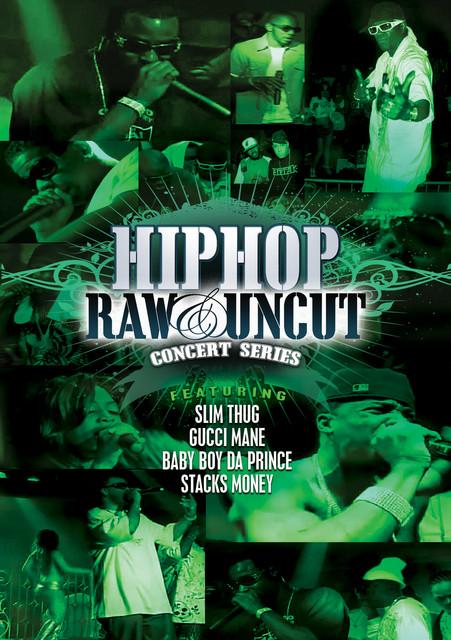 HIPHOP
RAW & UNCUT
CONCERT SERIES
FEATURING
SLIM THUG
GUCCI MANE
BABY BOY DA PRINCE
STACKS MONEY